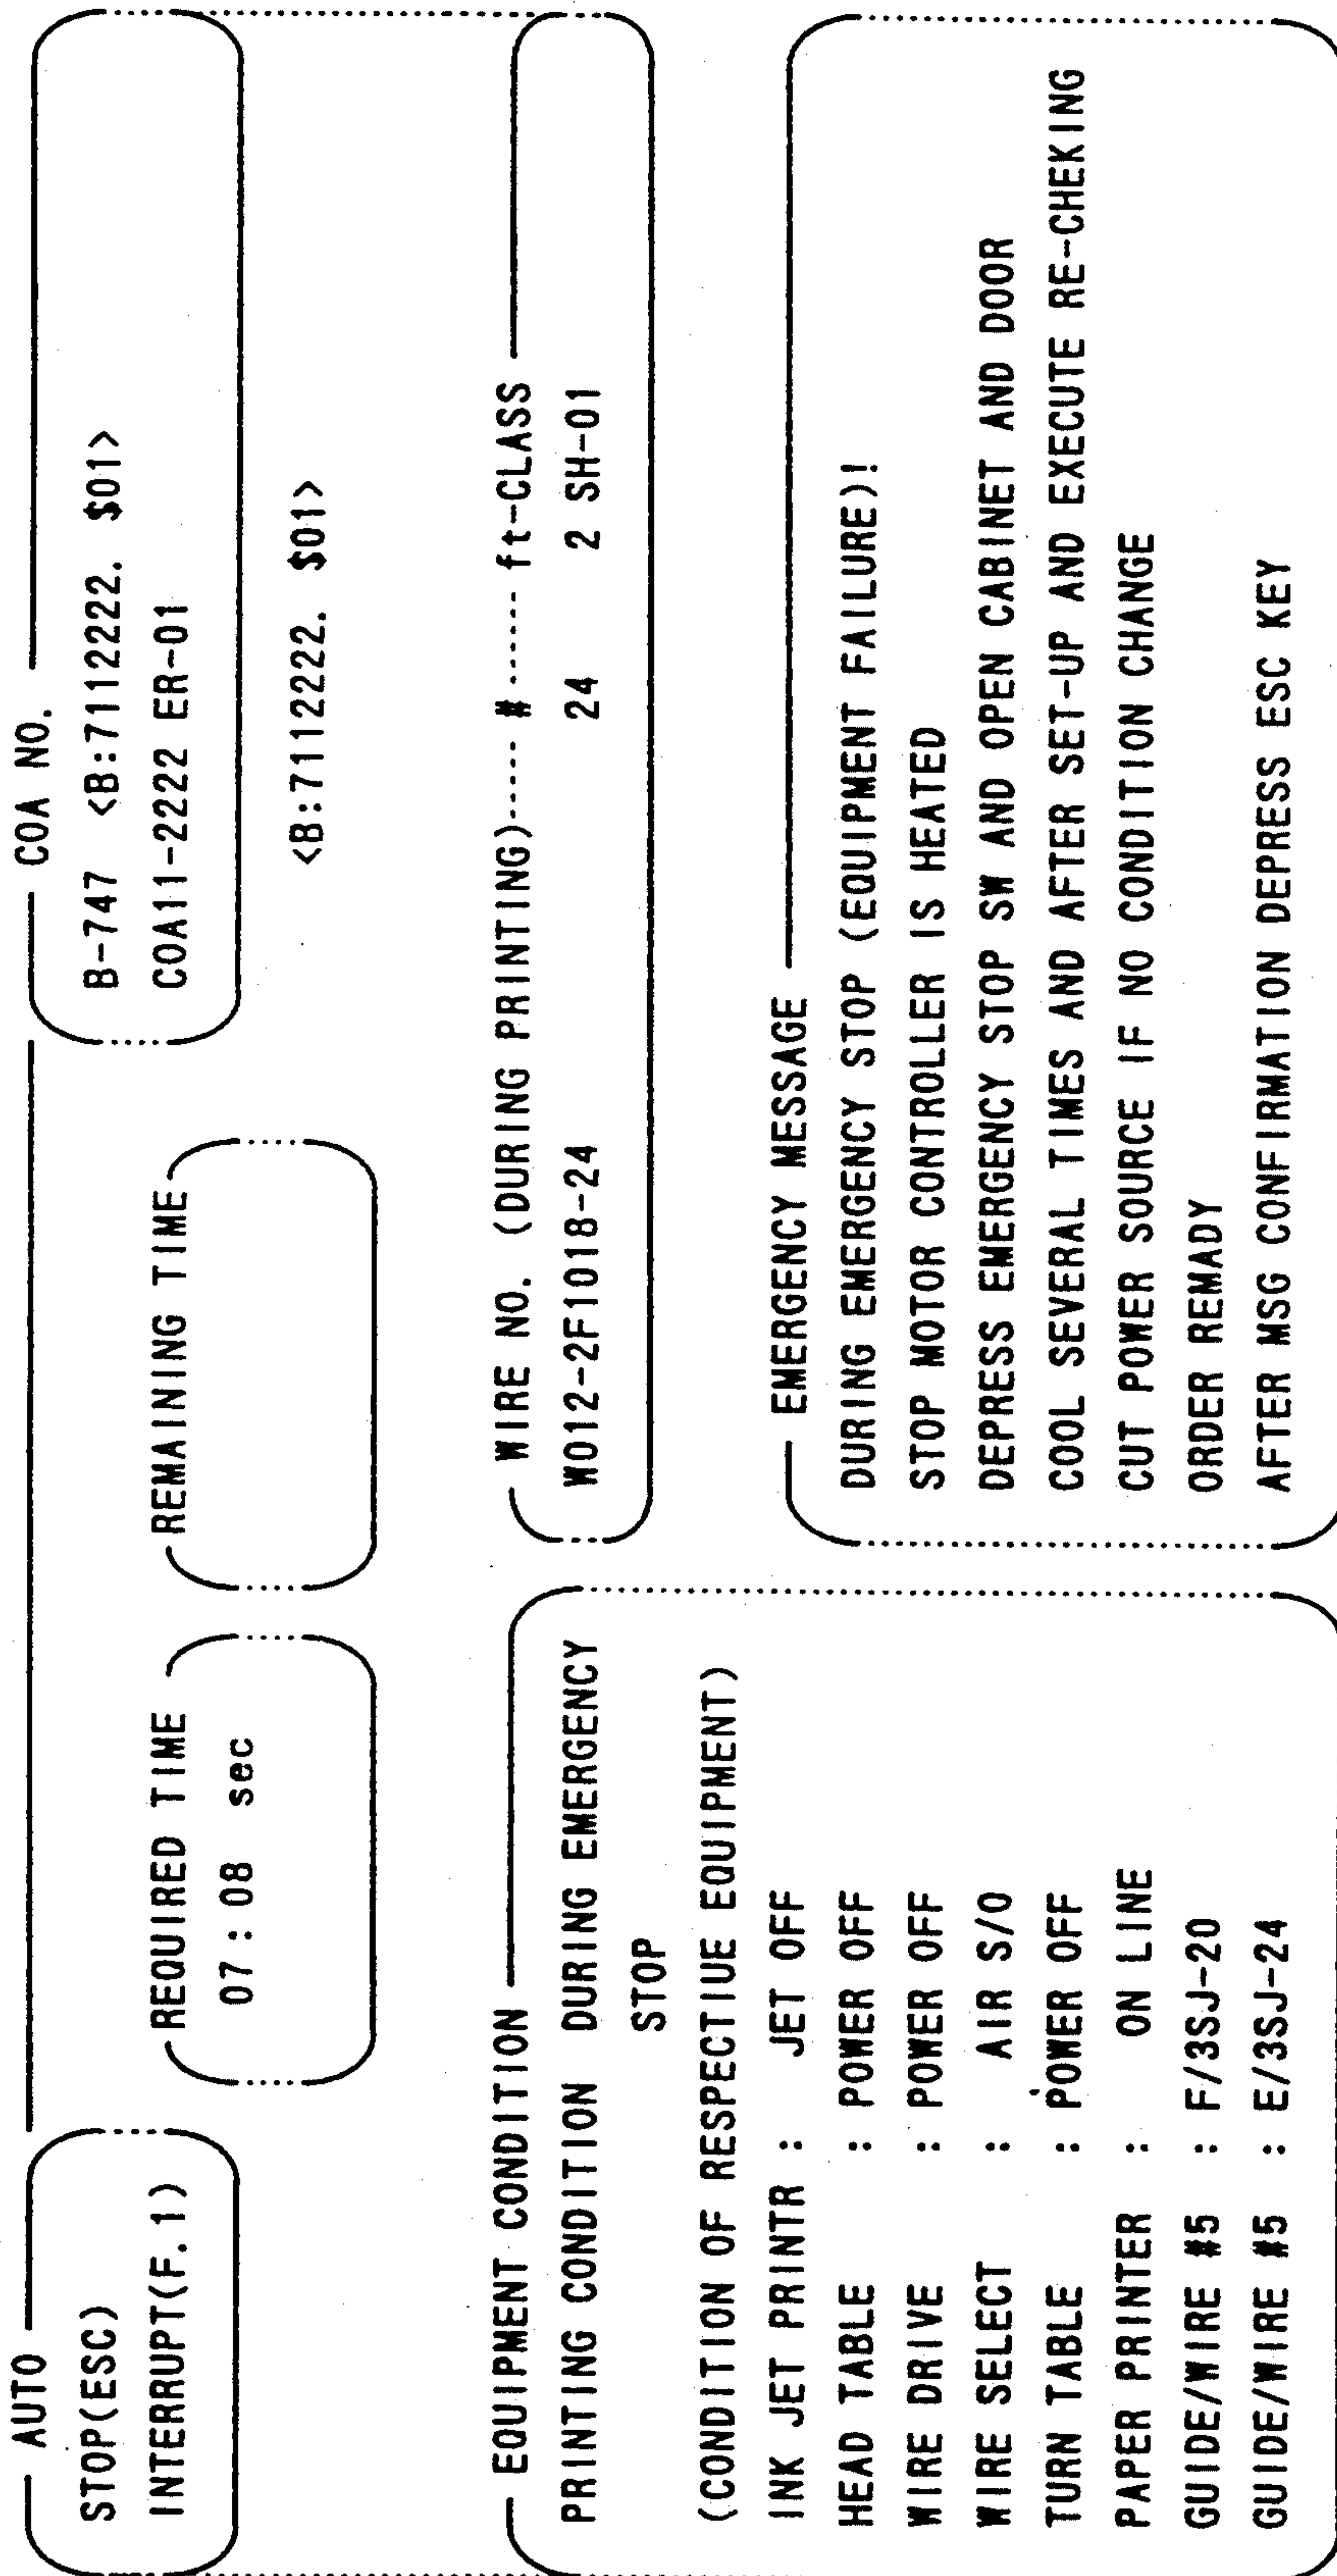 AUTO
STOP(ESC)
INTERRUPT(F.1)
REQUIRED TIME
07:08 sec
REMAINING TIME
COA NO.
B-747 <B:7112222. $01>
COA11-2222 ER-01
<B:7112222. $01>
WIRE NO. (DURING PRINTING)----- # ------ ft-CLASS
W012-2F1018-24 24 2 SH-01
EQUIPMENT CONDITION
PRINTING CONDITION DURING EMERGENCY
STOP
(CONDITION OF RESPECTIUE EQUIPMENT)
INK JET PRINTR : JET OFF
HEAD TABLE : POWER OFF
WIRE DRIVE : POWER OFF
WIRE SELECT : AIR S/O
TURN TABLE : POWER OFF
PAPER PRINTER : ON LINE
GUIDE/WIRE #5 : F/3SJ-20
GUIDE/WIRE #5 : E/3SJ-24
EMERGENCY MESSAGE
DURING EMERGENCY STOP (EQUIPMENT FAILURE)!
STOP MOTOR CONTROLLER IS HEATED
DEPRESS EMERGENCY STOP SW AND OPEN CABINET AND DOOR
COOL SEVERAL TIMES AND AFTER SET-UP AND EXECUTE RE-CHEKING
CUT POWER SOURCE IF NO CONDITION CHANGE
ORDER REMADY
AFTER MSG CONFIRMATION DEPRESS ESC KEY